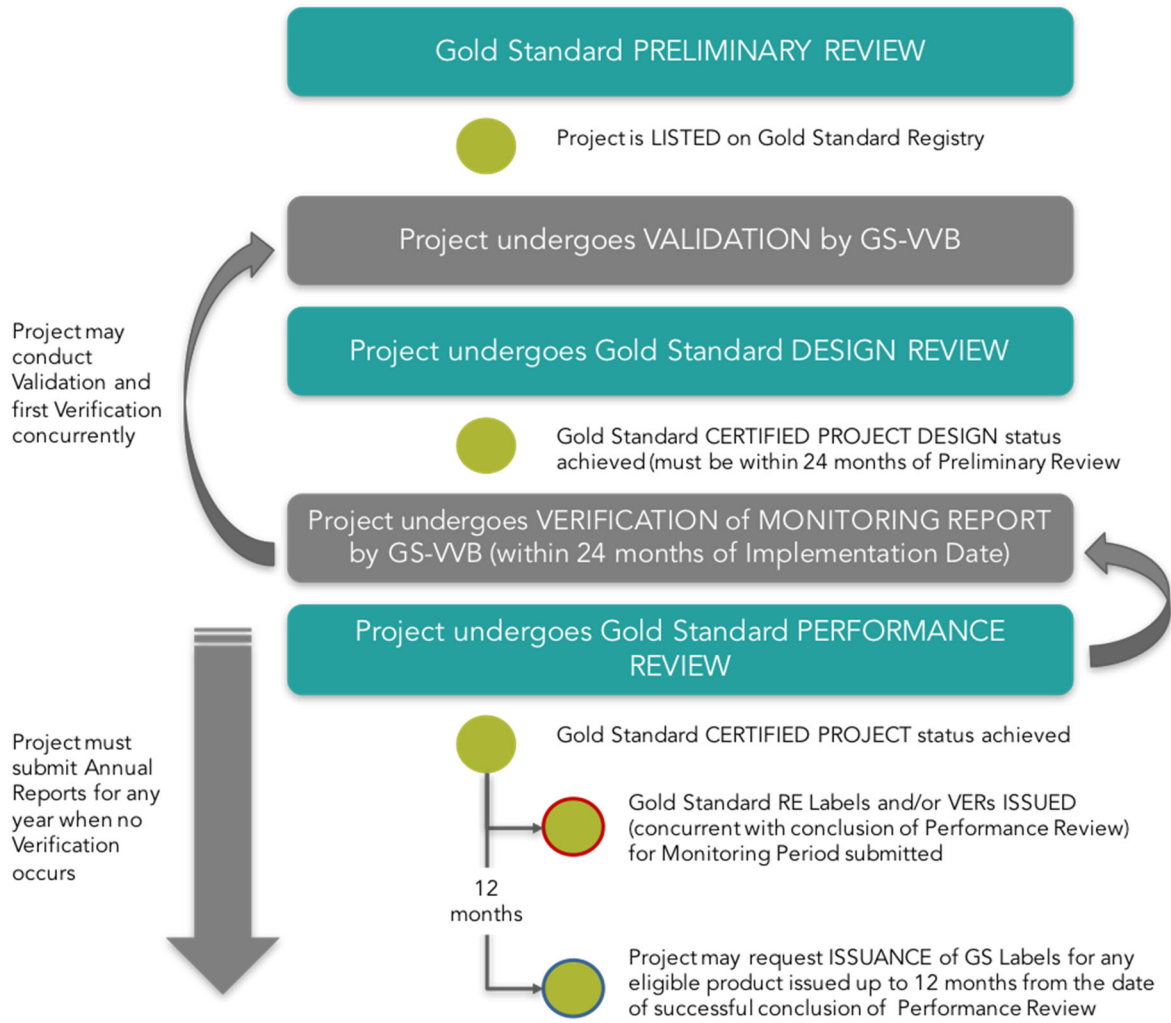 Gold Standard PRELIMINARY REVIEW
Project is LISTED on Gold Standard Registry
Project undergoes VALIDATION by GS-VVB
Project may
conduct
Validation and
first Verification
concurrently
Project undergoes Gold Standard DESIGN REVIEW
Gold Standard CERTIFIED PROJECT DESIGN status
achieved (must be within 24 months of Preliminary Review
Project undergoes VERIFICATION of MONITORING REPORT
by GS-VVB (within 24 months of Implementation Date)
Project undergoes Gold Standard PERFORMANCE
REVIEW
Project must
submit Annual
Reports for any
year when no
Verification
occurs
Gold Standard CERTIFIED PROJECT status achieved
Gold Standard RE Labels and/or VERs ISSUED
(concurrent with conclusion of Performance Review)
for Monitoring Period submitted
12
months
Project may request ISSUANCE of GS Labels for any
eligible product issued up to 12 months from the date
of successful conclusion of Performance Review